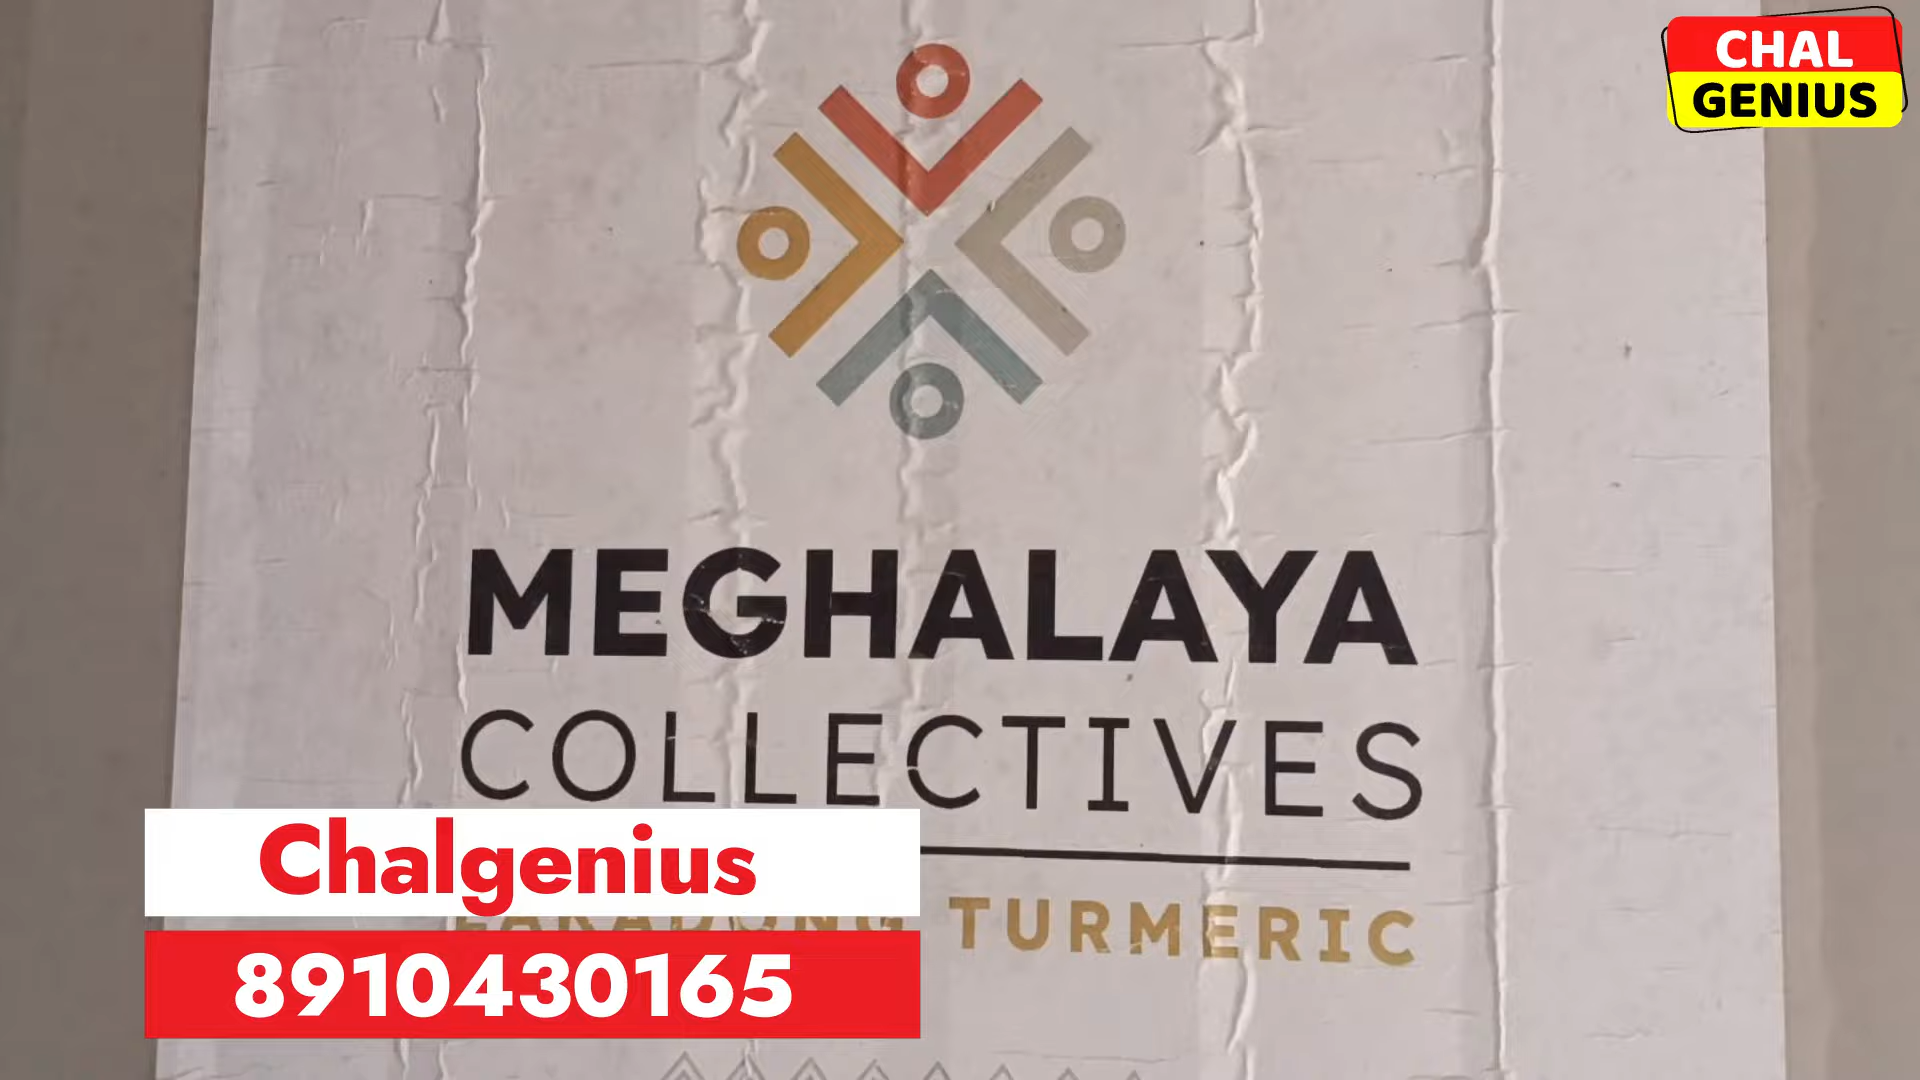 CHAL
GENIUS
MEGHALAYA
COLLECTIVES
Chalgenius
TURMERIC
8910430165